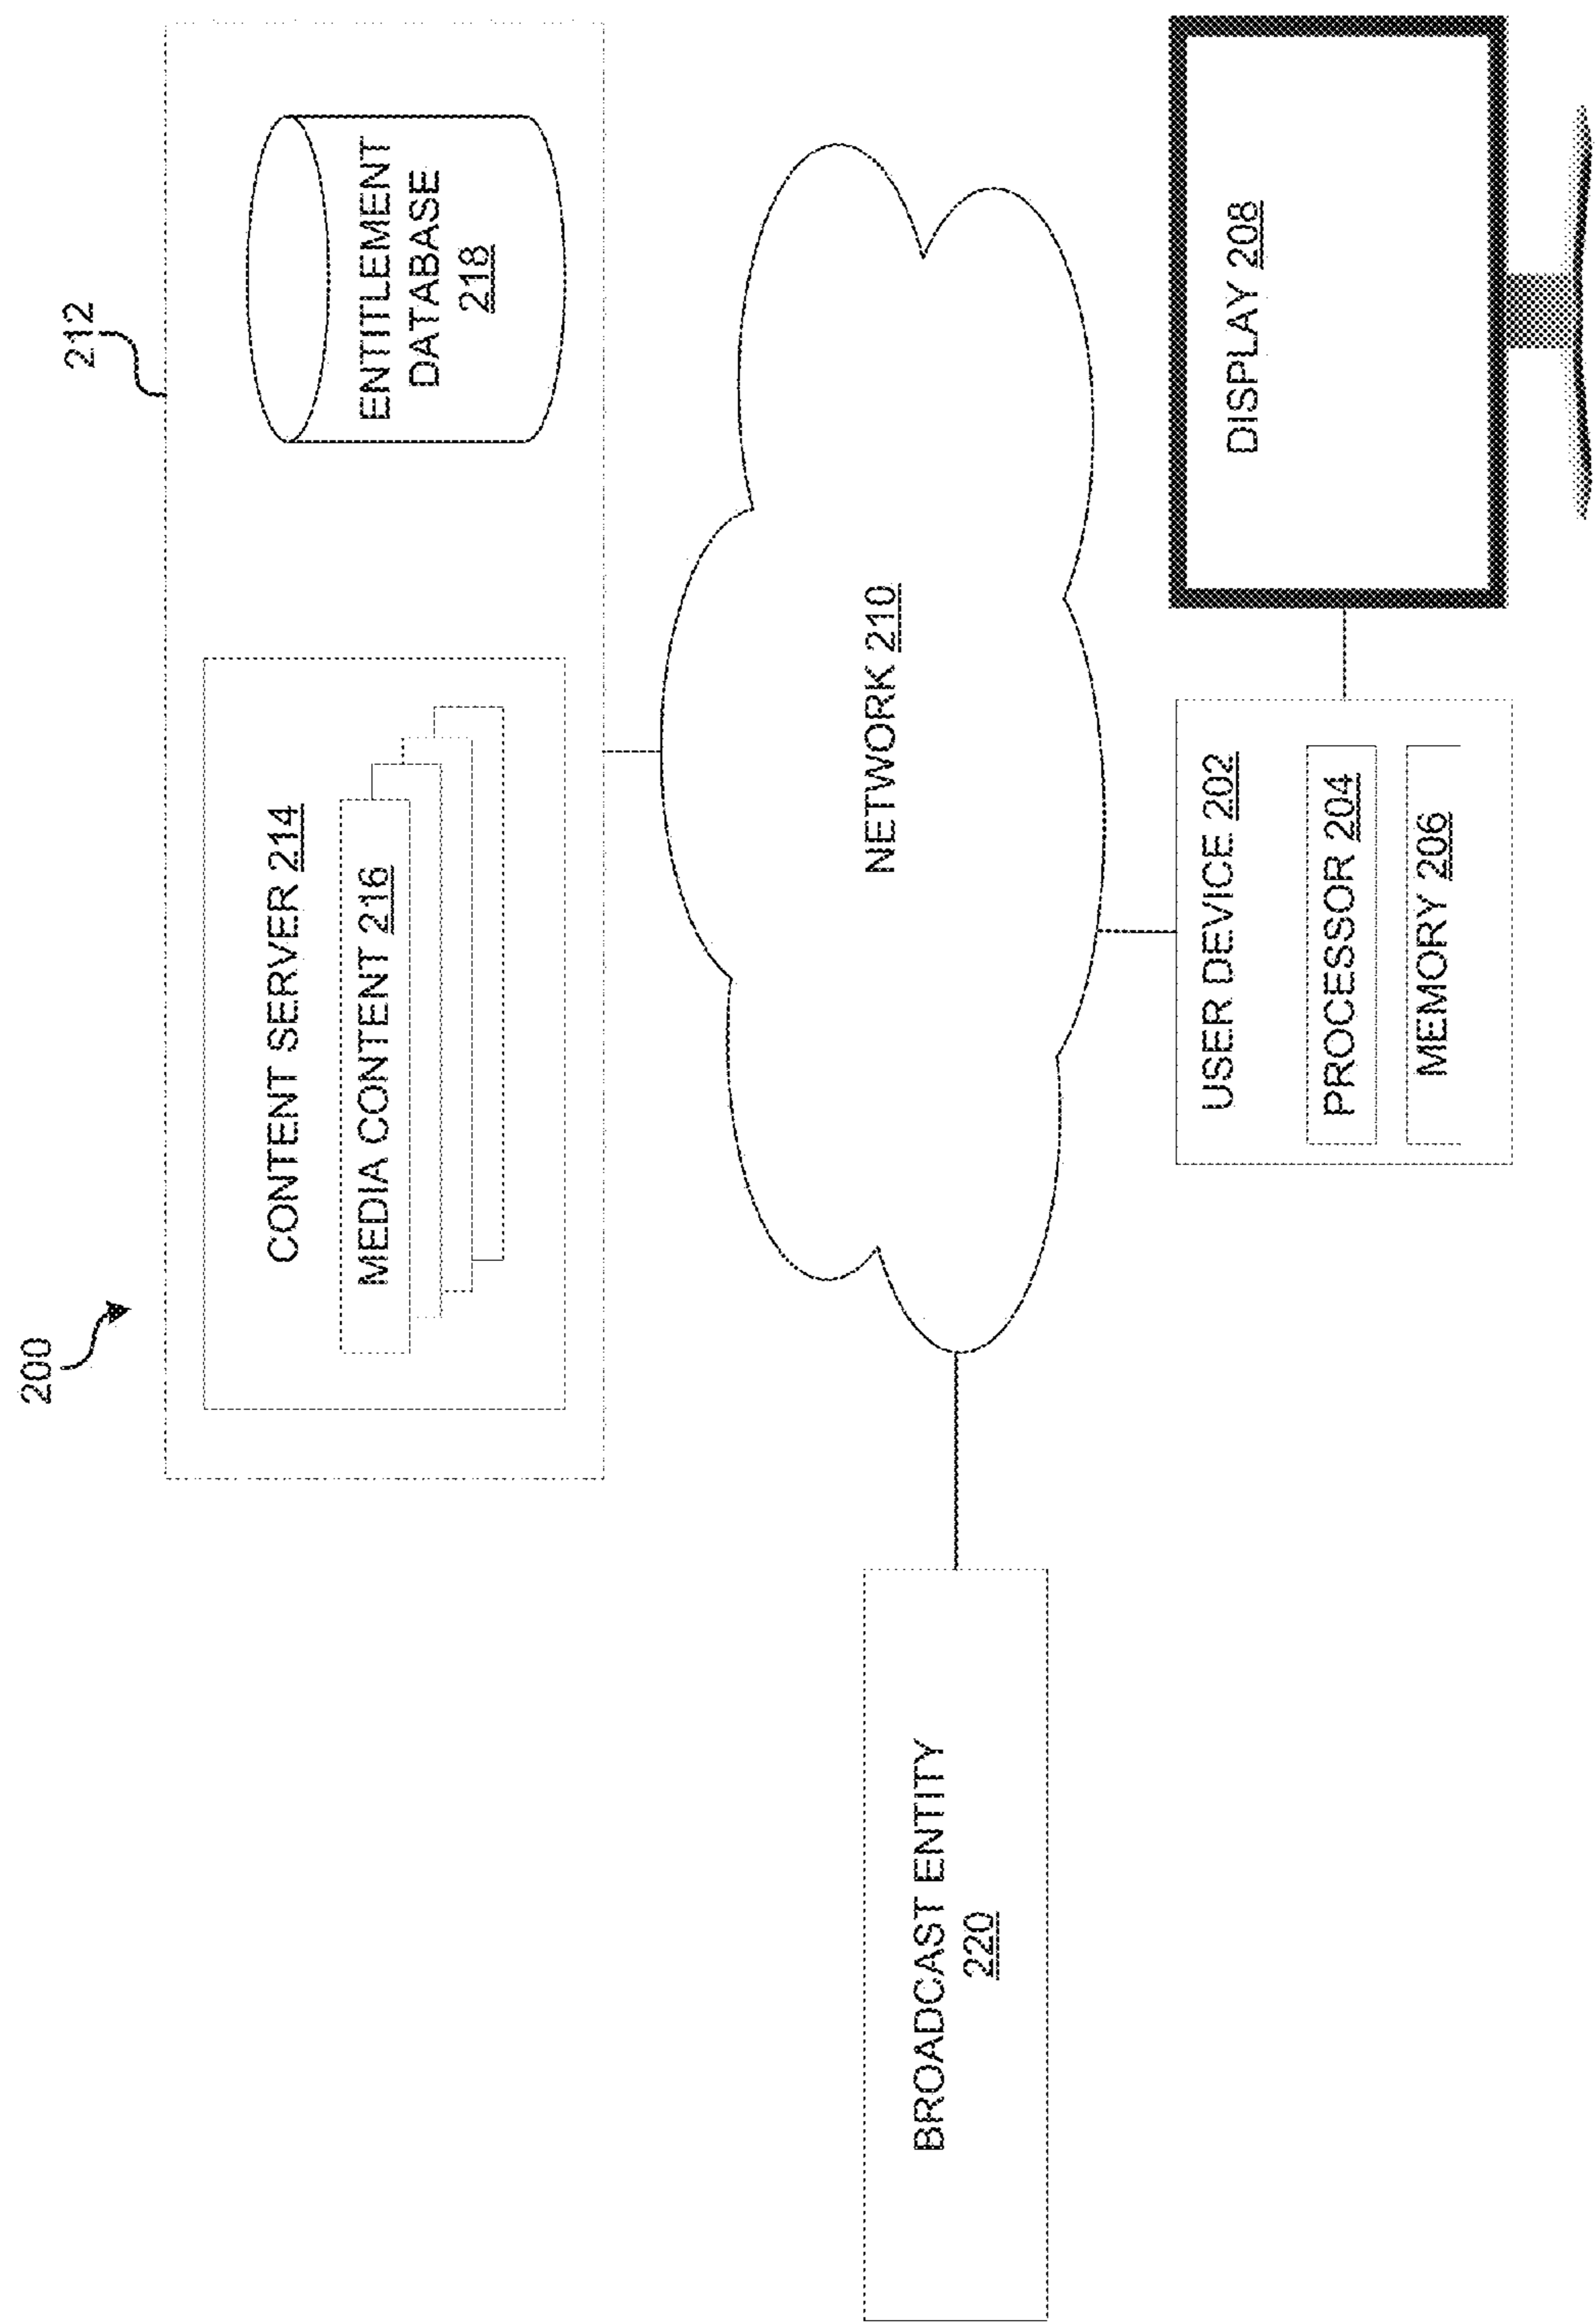 200
212
CONTENT SERVER 214
MEDIA CONTENT 216
ENTITLEMENT
DATABASE
218
NETWORK 210
BROADCAST ENTITY
220
USER DEVICE 202
PROCESSOR 204
MEMORY 206
DISPLAY 208